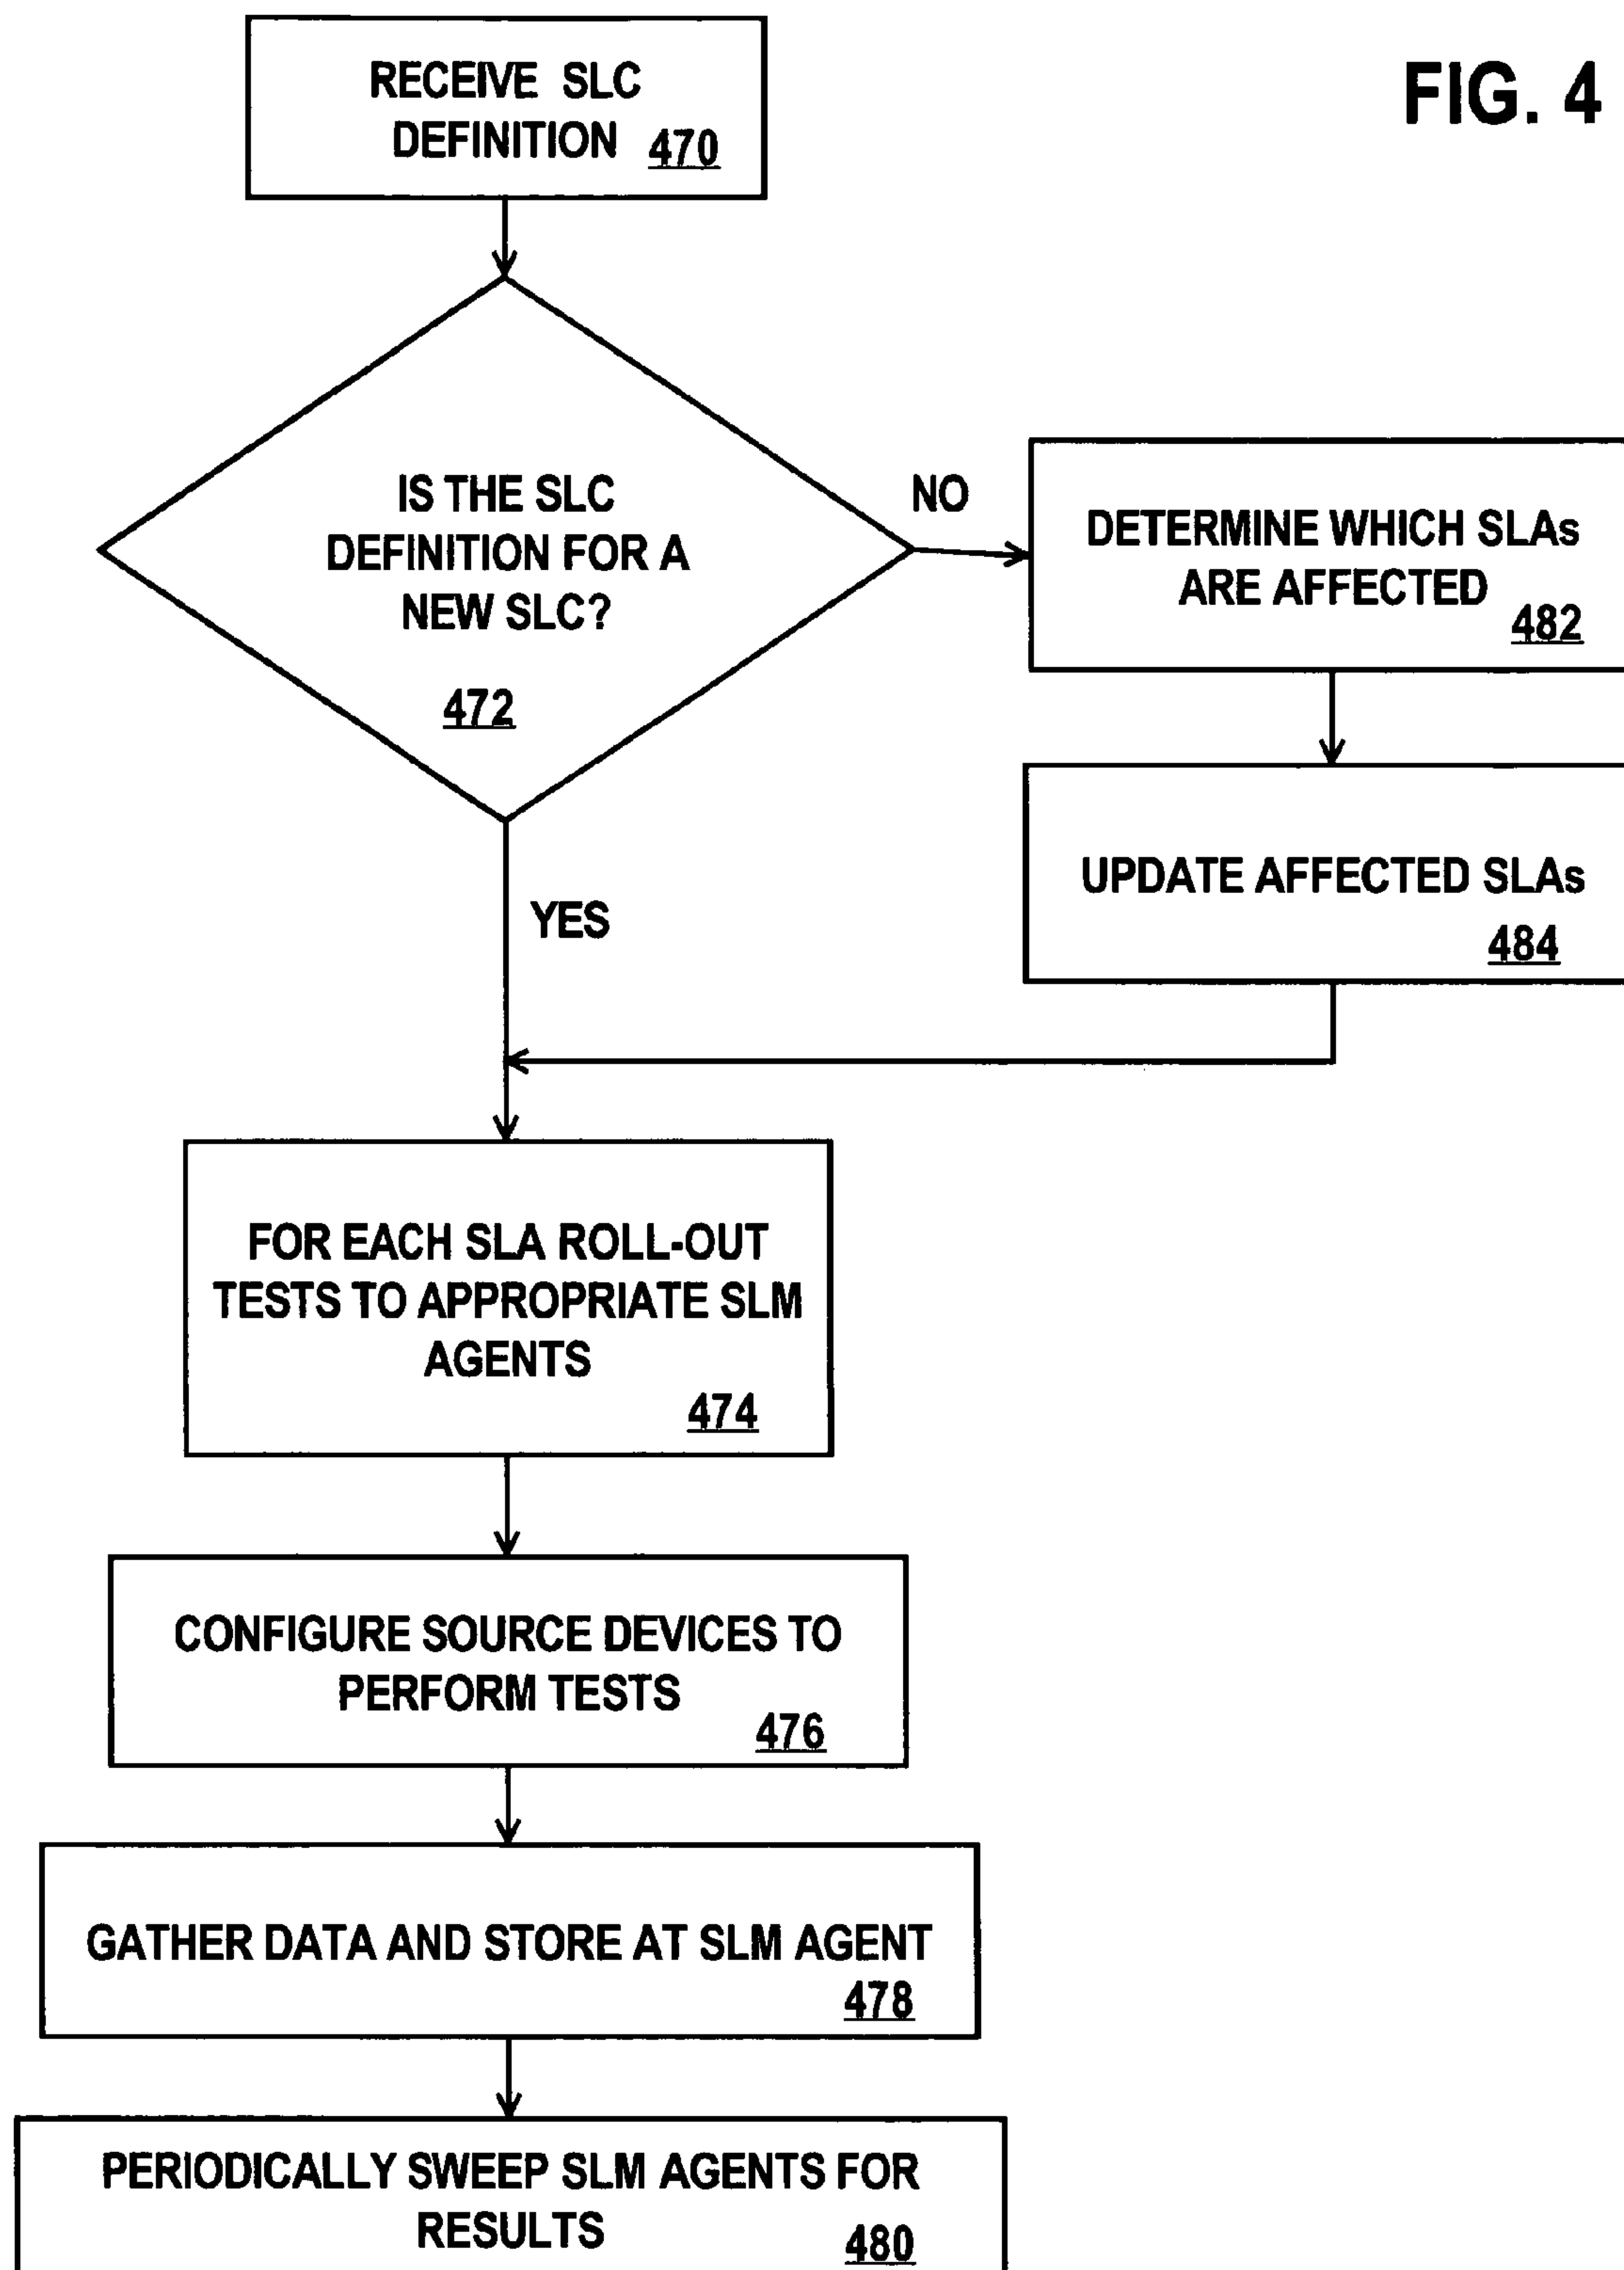 FIG. 4
RECEIVE SLC
DEFINITION 470
IS THE SLC
DEFINITION FOR A
NEW SLC?
472
NO
DETERMINE WHICH SLAs
ARE AFFECTED
482
UPDATE AFFECTED SLAs
484
YES
FOR EACH SLA ROLL-OUT
TESTS TO APPROPRIATE SLM
AGENTS
474
CONFIGURE SOURCE DEVICES TO
PERFORM TESTS
476
GATHER DATA AND STORE AT SLM AGENT
478
PERIODICALLY SWEEP SLM AGENTS FOR
RESULTS
480